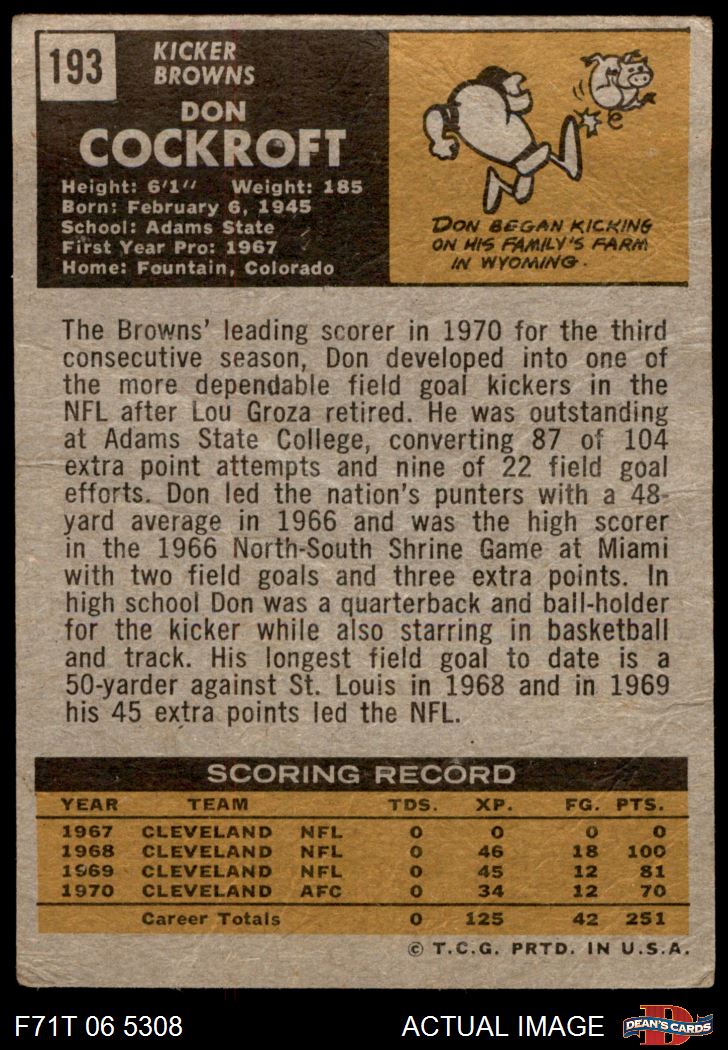 193
KICKER
BROWNS
DON
COCKROFT
Height: 6'1" Weight: 185
Born: February 6, 1945
School: Adams State
First Year Pro: 1967
Home: Fountain, Colorado
DON BEGAN KICKING
ON HIS FAMILY'S FARM
IN WYOMING.
The Browns' leading scorer in 1970 for the third
consecutive season, Don developed into one of
the more dependable field goal kickers in the
NFL after Lou Groza retired. He was outstanding
at Adams State College, converting 87 of 104
extra point attempts and nine of 22 field goal
efforts. Don led the nation's punters with a 48-
yard average in 1966 and was the high scorer
in the 1966 North-South Shrine Game at Miami
with two field goals and three extra points. In
high school Don was a quarterback and ball-holder
for the kicker while also starring in basketball
and track. His longest field goal to date is a
50-yarder against St. Louis in 1968 and in 1969
his 45 extra points led the NFL.
SCORING RECORD
YEAR TEAM TDS. XP. FG. PTS.
1967 CLEVELAND NFL 0 0 0 0
1968 CLEVELAND NFL 0 46 18 100
1969 CLEVELAND NFL 0 45 12 81
1970 CLEVELAND AFC 0 34 12 70
Career Totals 0 125 42 251
© T.C.G. PRTD. IN U.S.A.
F71T 06 5308 ACTUAL IMAGE DEAN'S CARDS